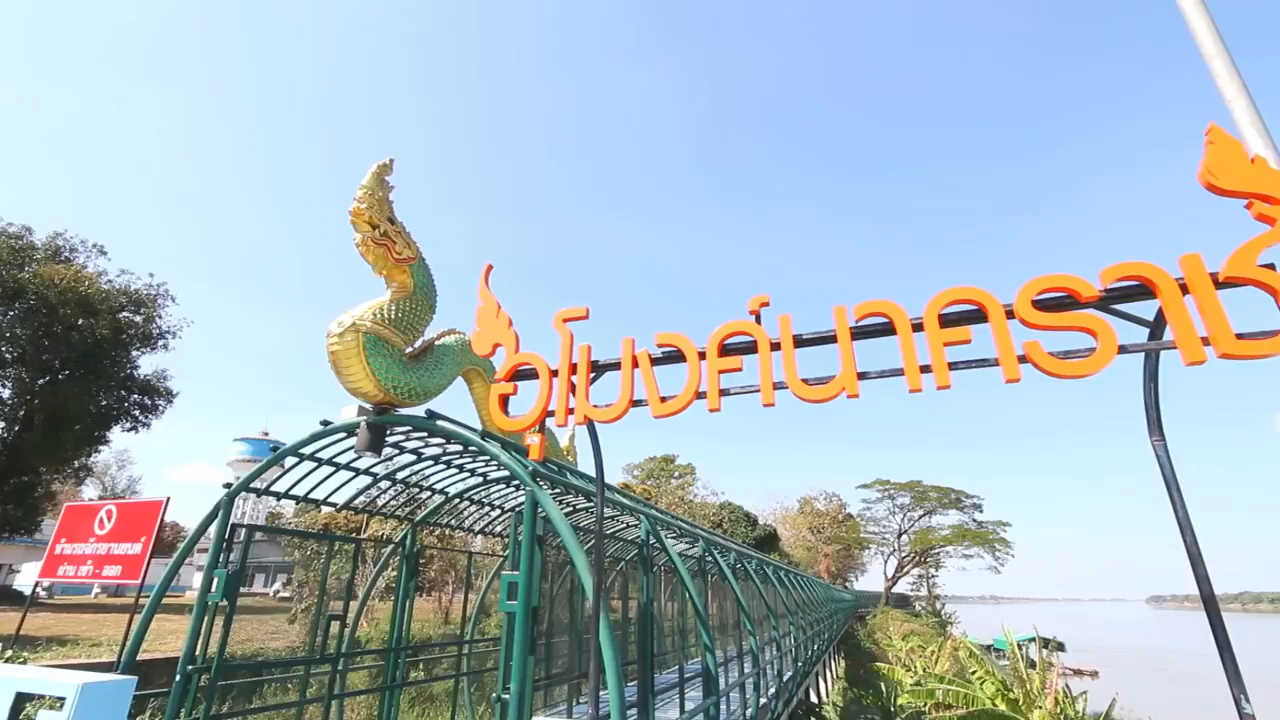 อุโมงค์นาคราช
ห้ามรถจักรยานยนต์
ผ่าน เข้า - ออก